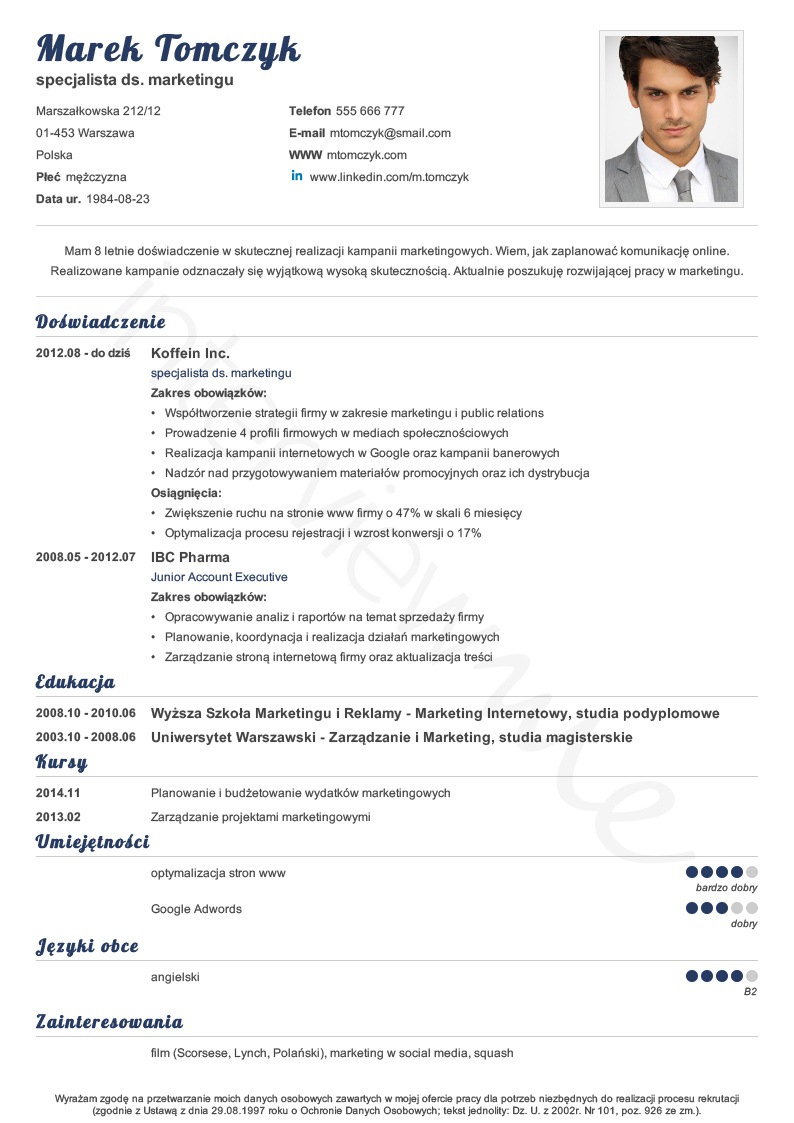 Marek Tomczyk
specjalista ds. marketingu
Marszałkowska 212/12
01-453 Warszawa
Polska
Płeć mężczyzna
Data ur. 1984-08-23
Telefon 555 666 777
E-mail mtomczyk@smail.com
WWW mtomczyk.com
in www.linkedin.com/m.tomczyk
Mam 8 letnie doświadczenie w skutecznej realizacji kampanii marketingowych. Wiem, jak zaplanować komunikację online.
Realizowane kampanie odznaczały się wyjątkową wysoką skutecznością. Aktualnie poszukuję rozwijającej pracy w marketingu.
Doświadczenie
2012.08 - do dziś Koffein Inc.
specjalista ds. marketingu
Zakres obowiązków:
• Współtworzenie strategii firmy w zakresie marketingu i public relations
• Prowadzenie 4 profili firmowych w mediach społecznościowych
• Realizacja kampanii internetowych w Google oraz kampanii banerowych
• Nadzór nad przygotowywaniem materiałów promocyjnych oraz ich dystrybucja
Osiągnięcia:
• Zwiększenie ruchu na stronie www firmy o 47% w skali 6 miesięcy
• Optymalizacja procesu rejestracji i wzrost konwersji o 17%
2008.05 - 2012.07 IBC Pharma
Junior Account Executive
Zakres obowiązków:
• Opracowywanie analiz i raportów na temat sprzedaży firmy
• Planowanie, koordynacja i realizacja działań marketingowych
• Zarządzanie stroną internetową firmy oraz aktualizacja treści
Edukacja
2008.10 - 2010.06 Wyższa Szkoła Marketingu i Reklamy - Marketing Internetowy, studia podyplomowe
2003.10 - 2008.06 Uniwersytet Warszawski - Zarządzanie i Marketing, studia magisterskie
Kursy
2014.11 Planowanie i budżetowanie wydatków marketingowych
2013.02 Zarządzanie projektami marketingowymi
Umiejętności
optymalizacja stron www
bardzo dobry
Google Adwords
dobry
Języki obce
angielski
B2
Zainteresowania
film (Scorsese, Lynch, Polański), marketing w social media, squash
Wyrażam zgodę na przetwarzanie moich danych osobowych zawartych w mojej ofercie pracy dla potrzeb niezbędnych do realizacji procesu rekrutacji
(zgodnie z Ustawą z dnia 29.08.1997 roku o Ochronie Danych Osobowych; tekst jednolity: Dz. U. z 2002r. Nr 101, poz. 926 ze zm.).
interviewme